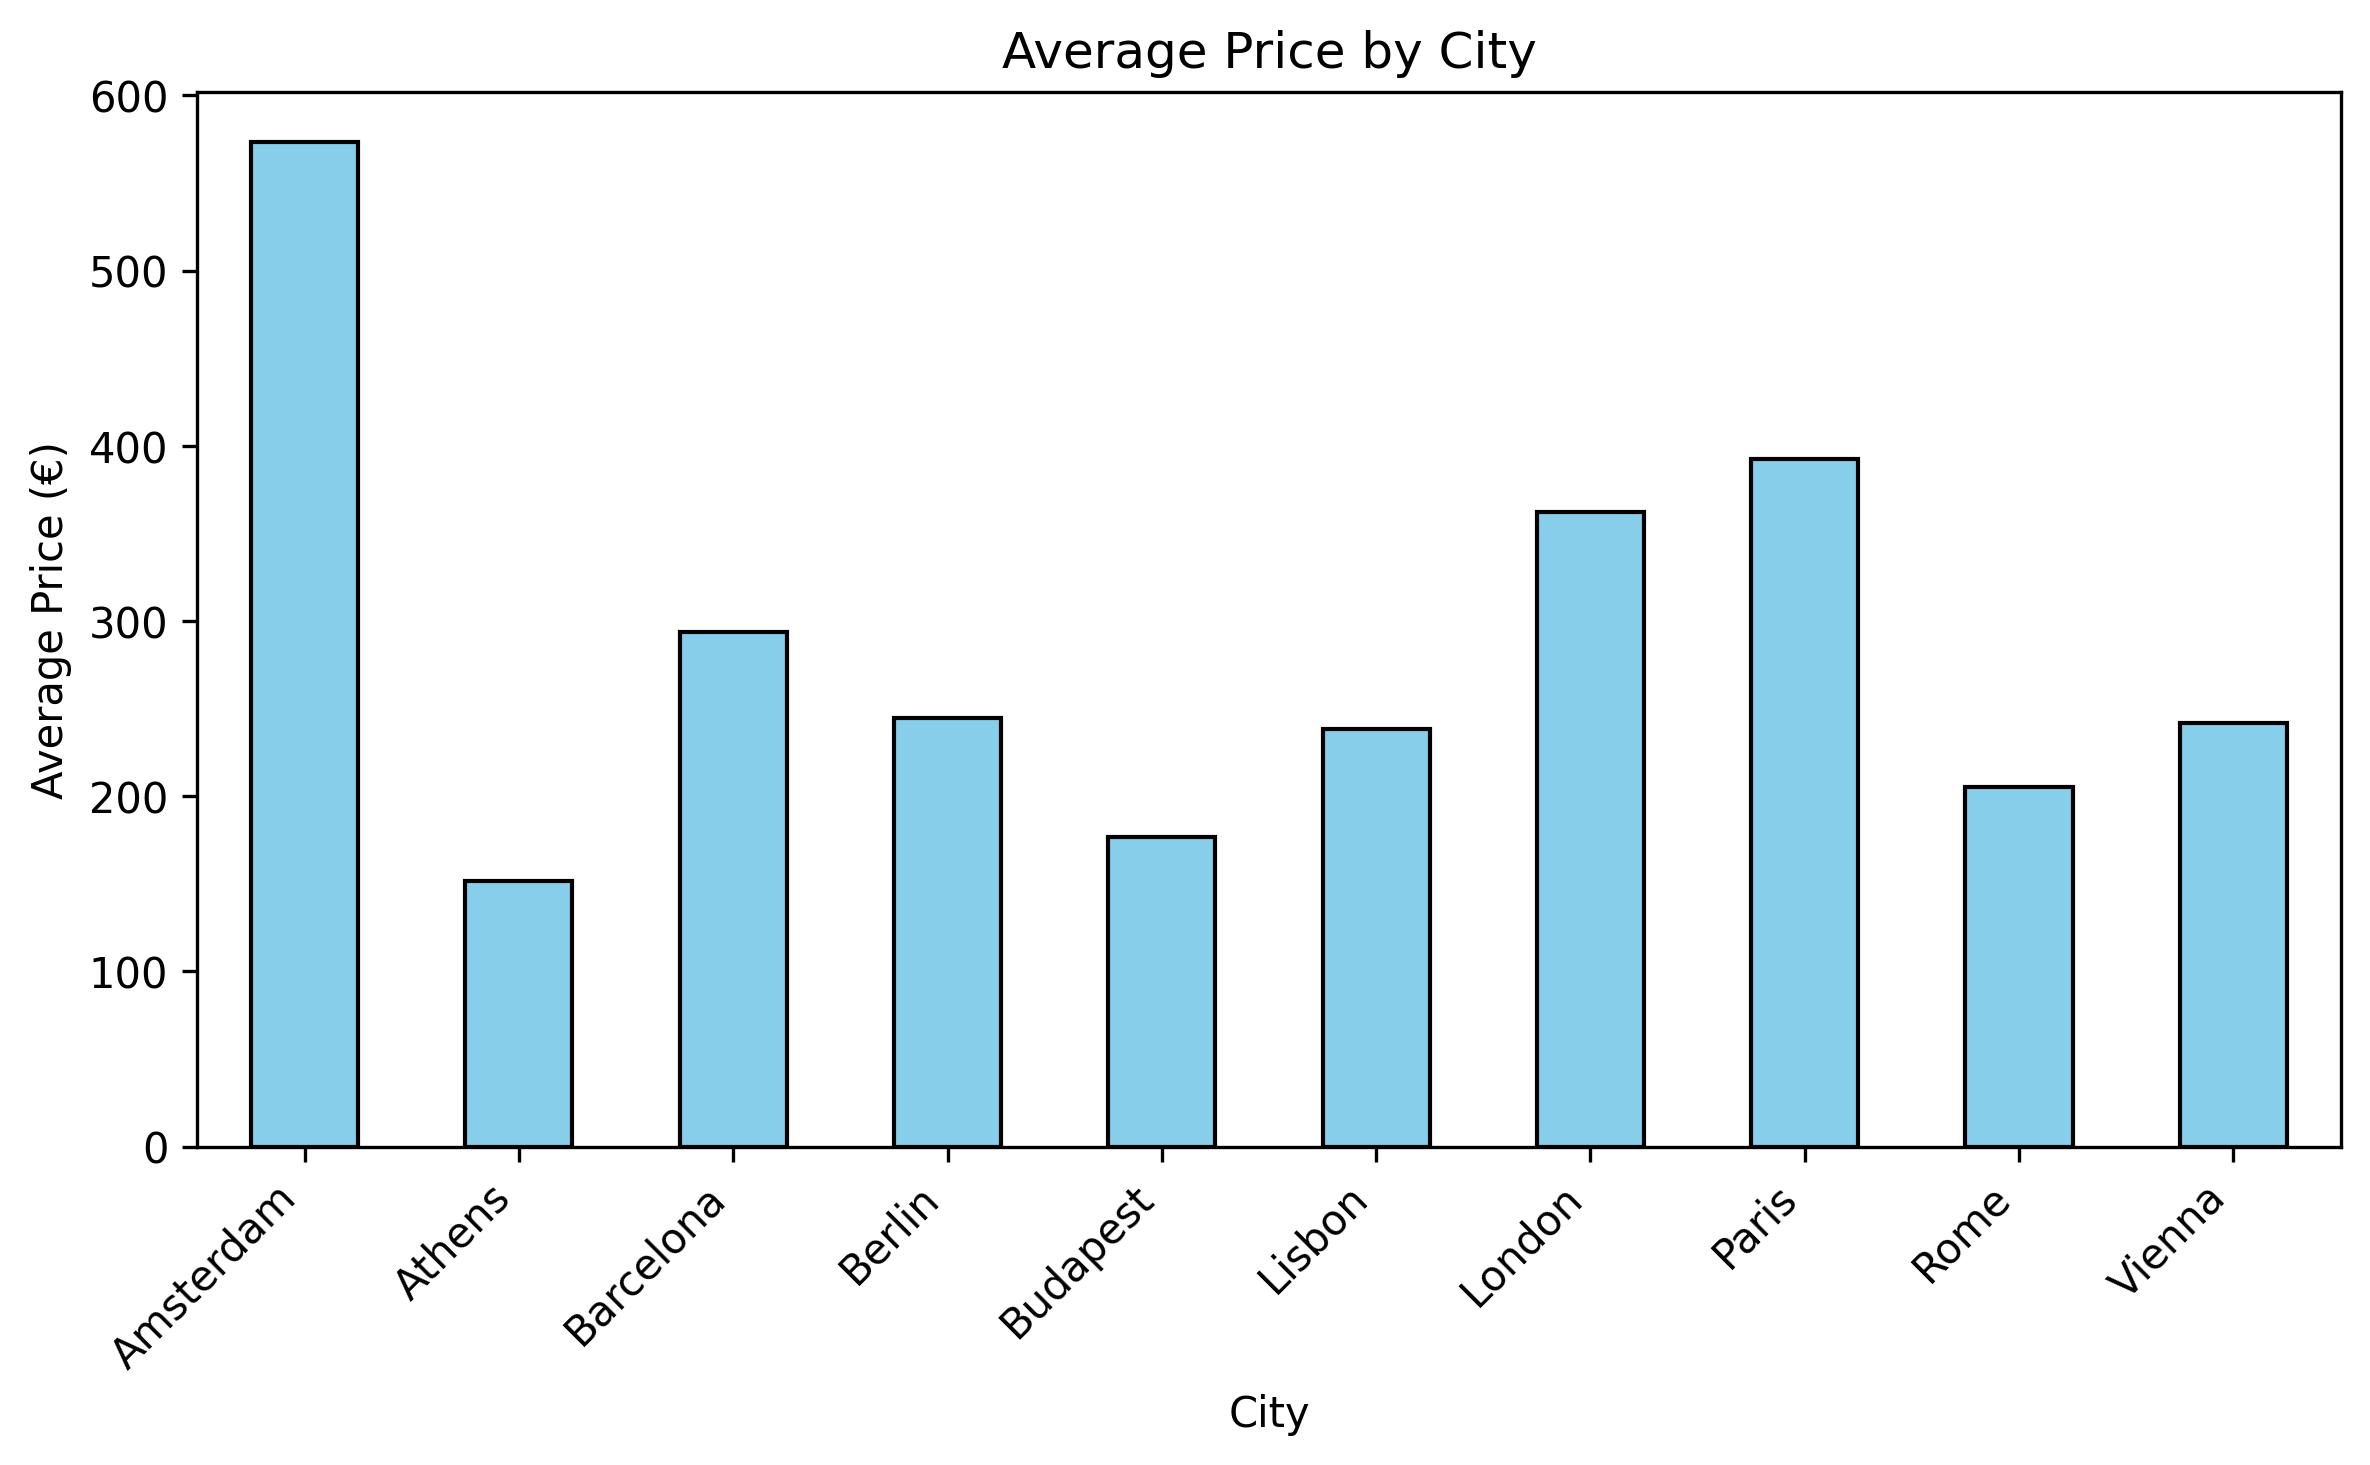 Average Price by City
Average Price (€)
600
500
400
300
200
100
0
Amsterdam
Athens
Barcelona
Berlin
Budapest
Lisbon
London
Paris
Rome
Vienna
City